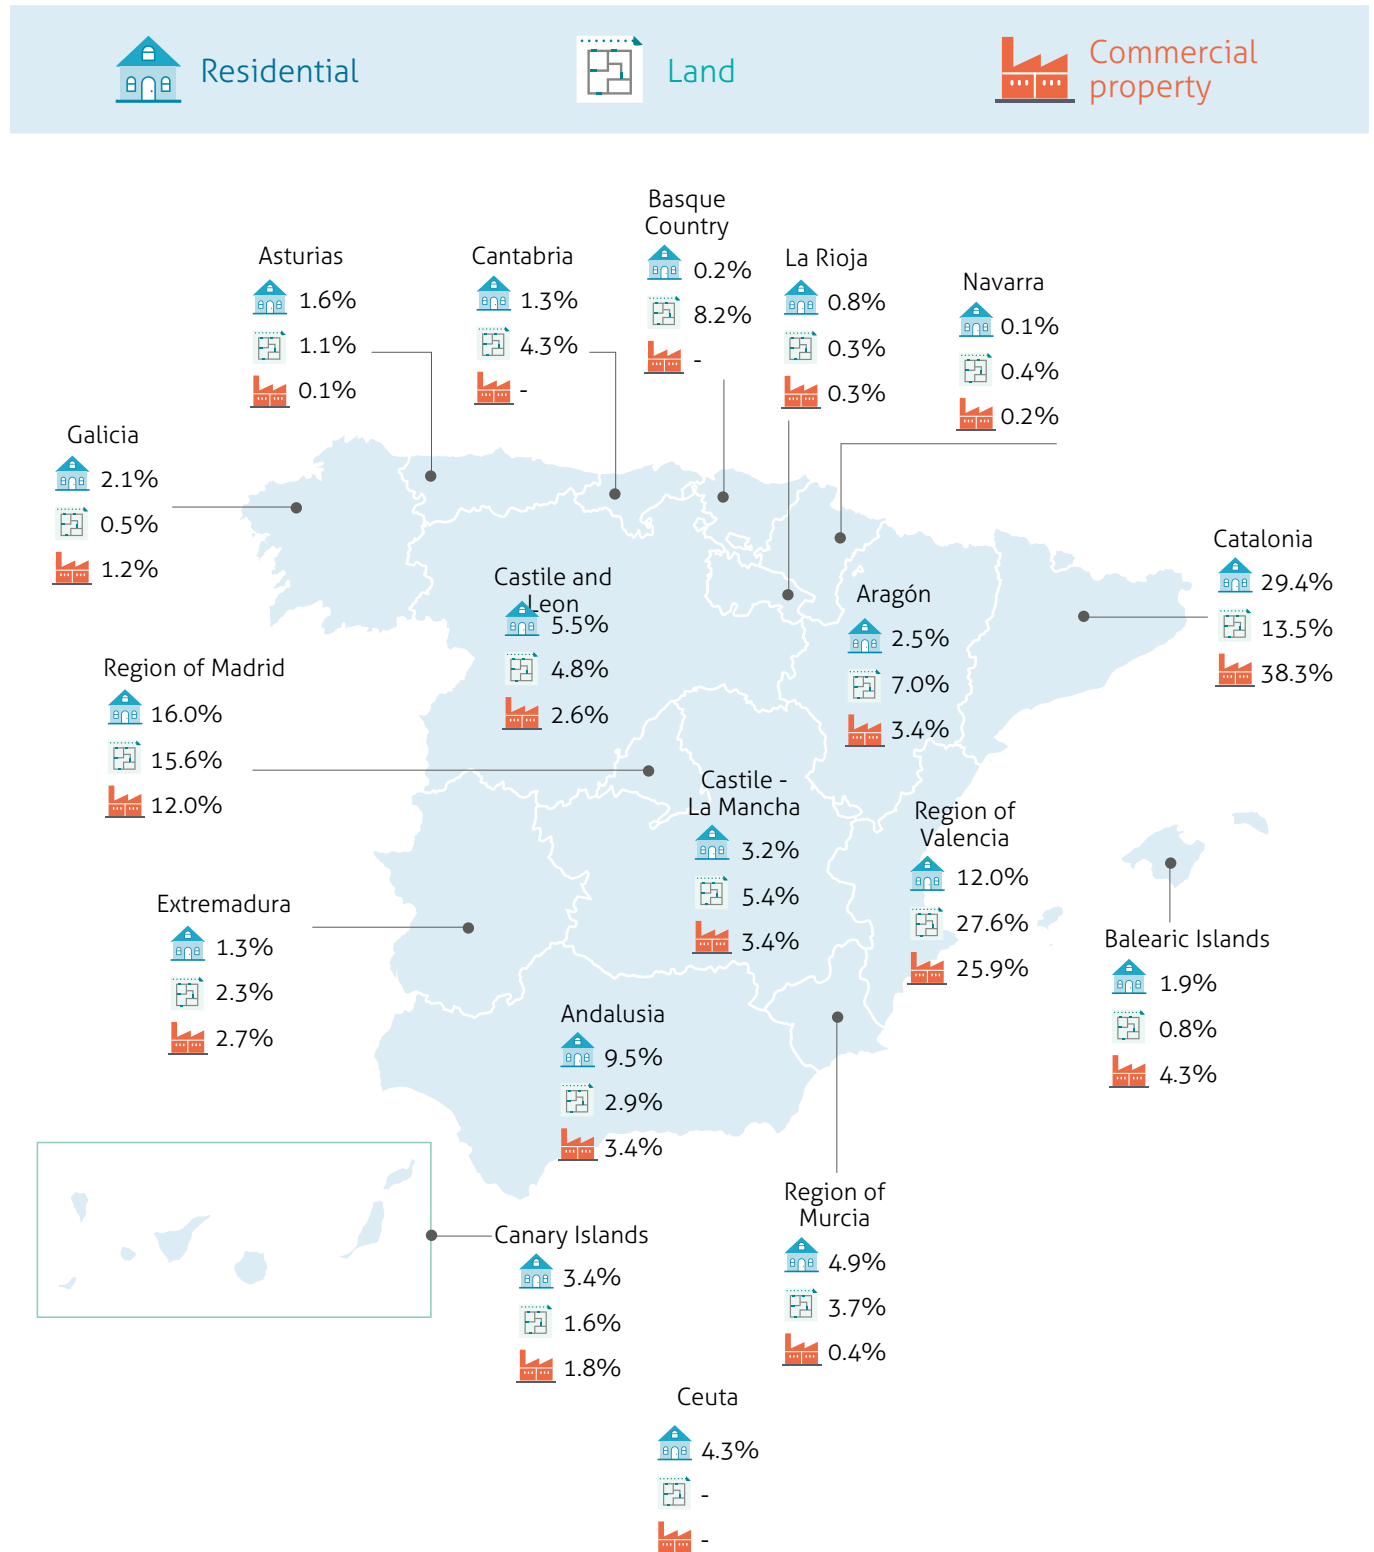 Residential
Land
Commercial
property
Basque
Country
0.2%
8.2%
-
Asturias
1.6%
1.1%
0.1%
Cantabria
1.3%
4.3%
-
La Rioja
0.8%
0.3%
0.3%
Navarra
0.1%
0.4%
0.2%
Galicia
2.1%
0.5%
1.2%
Catalonia
29.4%
13.5%
38.3%
Castile and
Leon
5.5%
4.8%
2.6%
Aragón
2.5%
7.0%
3.4%
Region of Madrid
16.0%
15.6%
12.0%
Castile -
La Mancha
3.2%
5.4%
3.4%
Region of
Valencia
12.0%
27.6%
25.9%
Extremadura
1.3%
2.3%
2.7%
Balearic Islands
1.9%
0.8%
4.3%
Andalusia
9.5%
2.9%
3.4%
Region of
Murcia
4.9%
3.7%
0.4%
Canary Islands
3.4%
1.6%
1.8%
Ceuta
4.3%
-
-